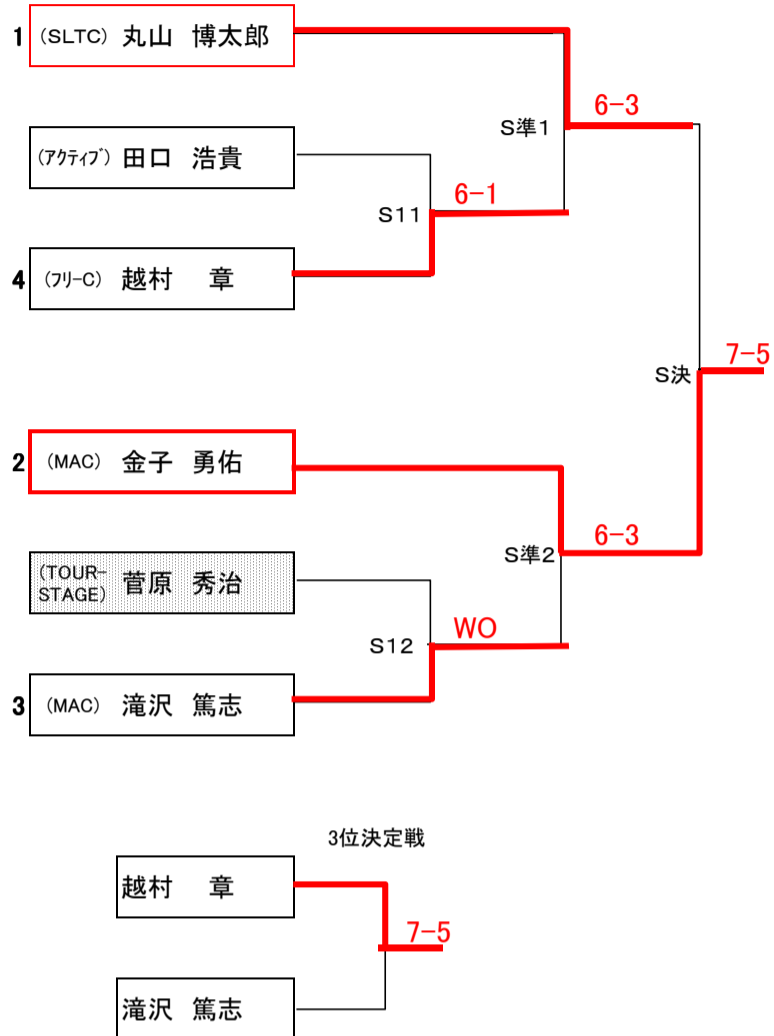 1 (SLTC) 丸山 博太郎
6-3
S準1
(アクティブ) 田口 浩貴
6-1
S11
4 (フリーC) 越村 章
7-5
S決
2 (MAC) 金子 勇佑
6-3
S準2
(TOUR-
STAGE) 菅原 秀治
WO
S12
3 (MAC) 滝沢 篤志
3位決定戦
越村 章
7-5
滝沢 篤志